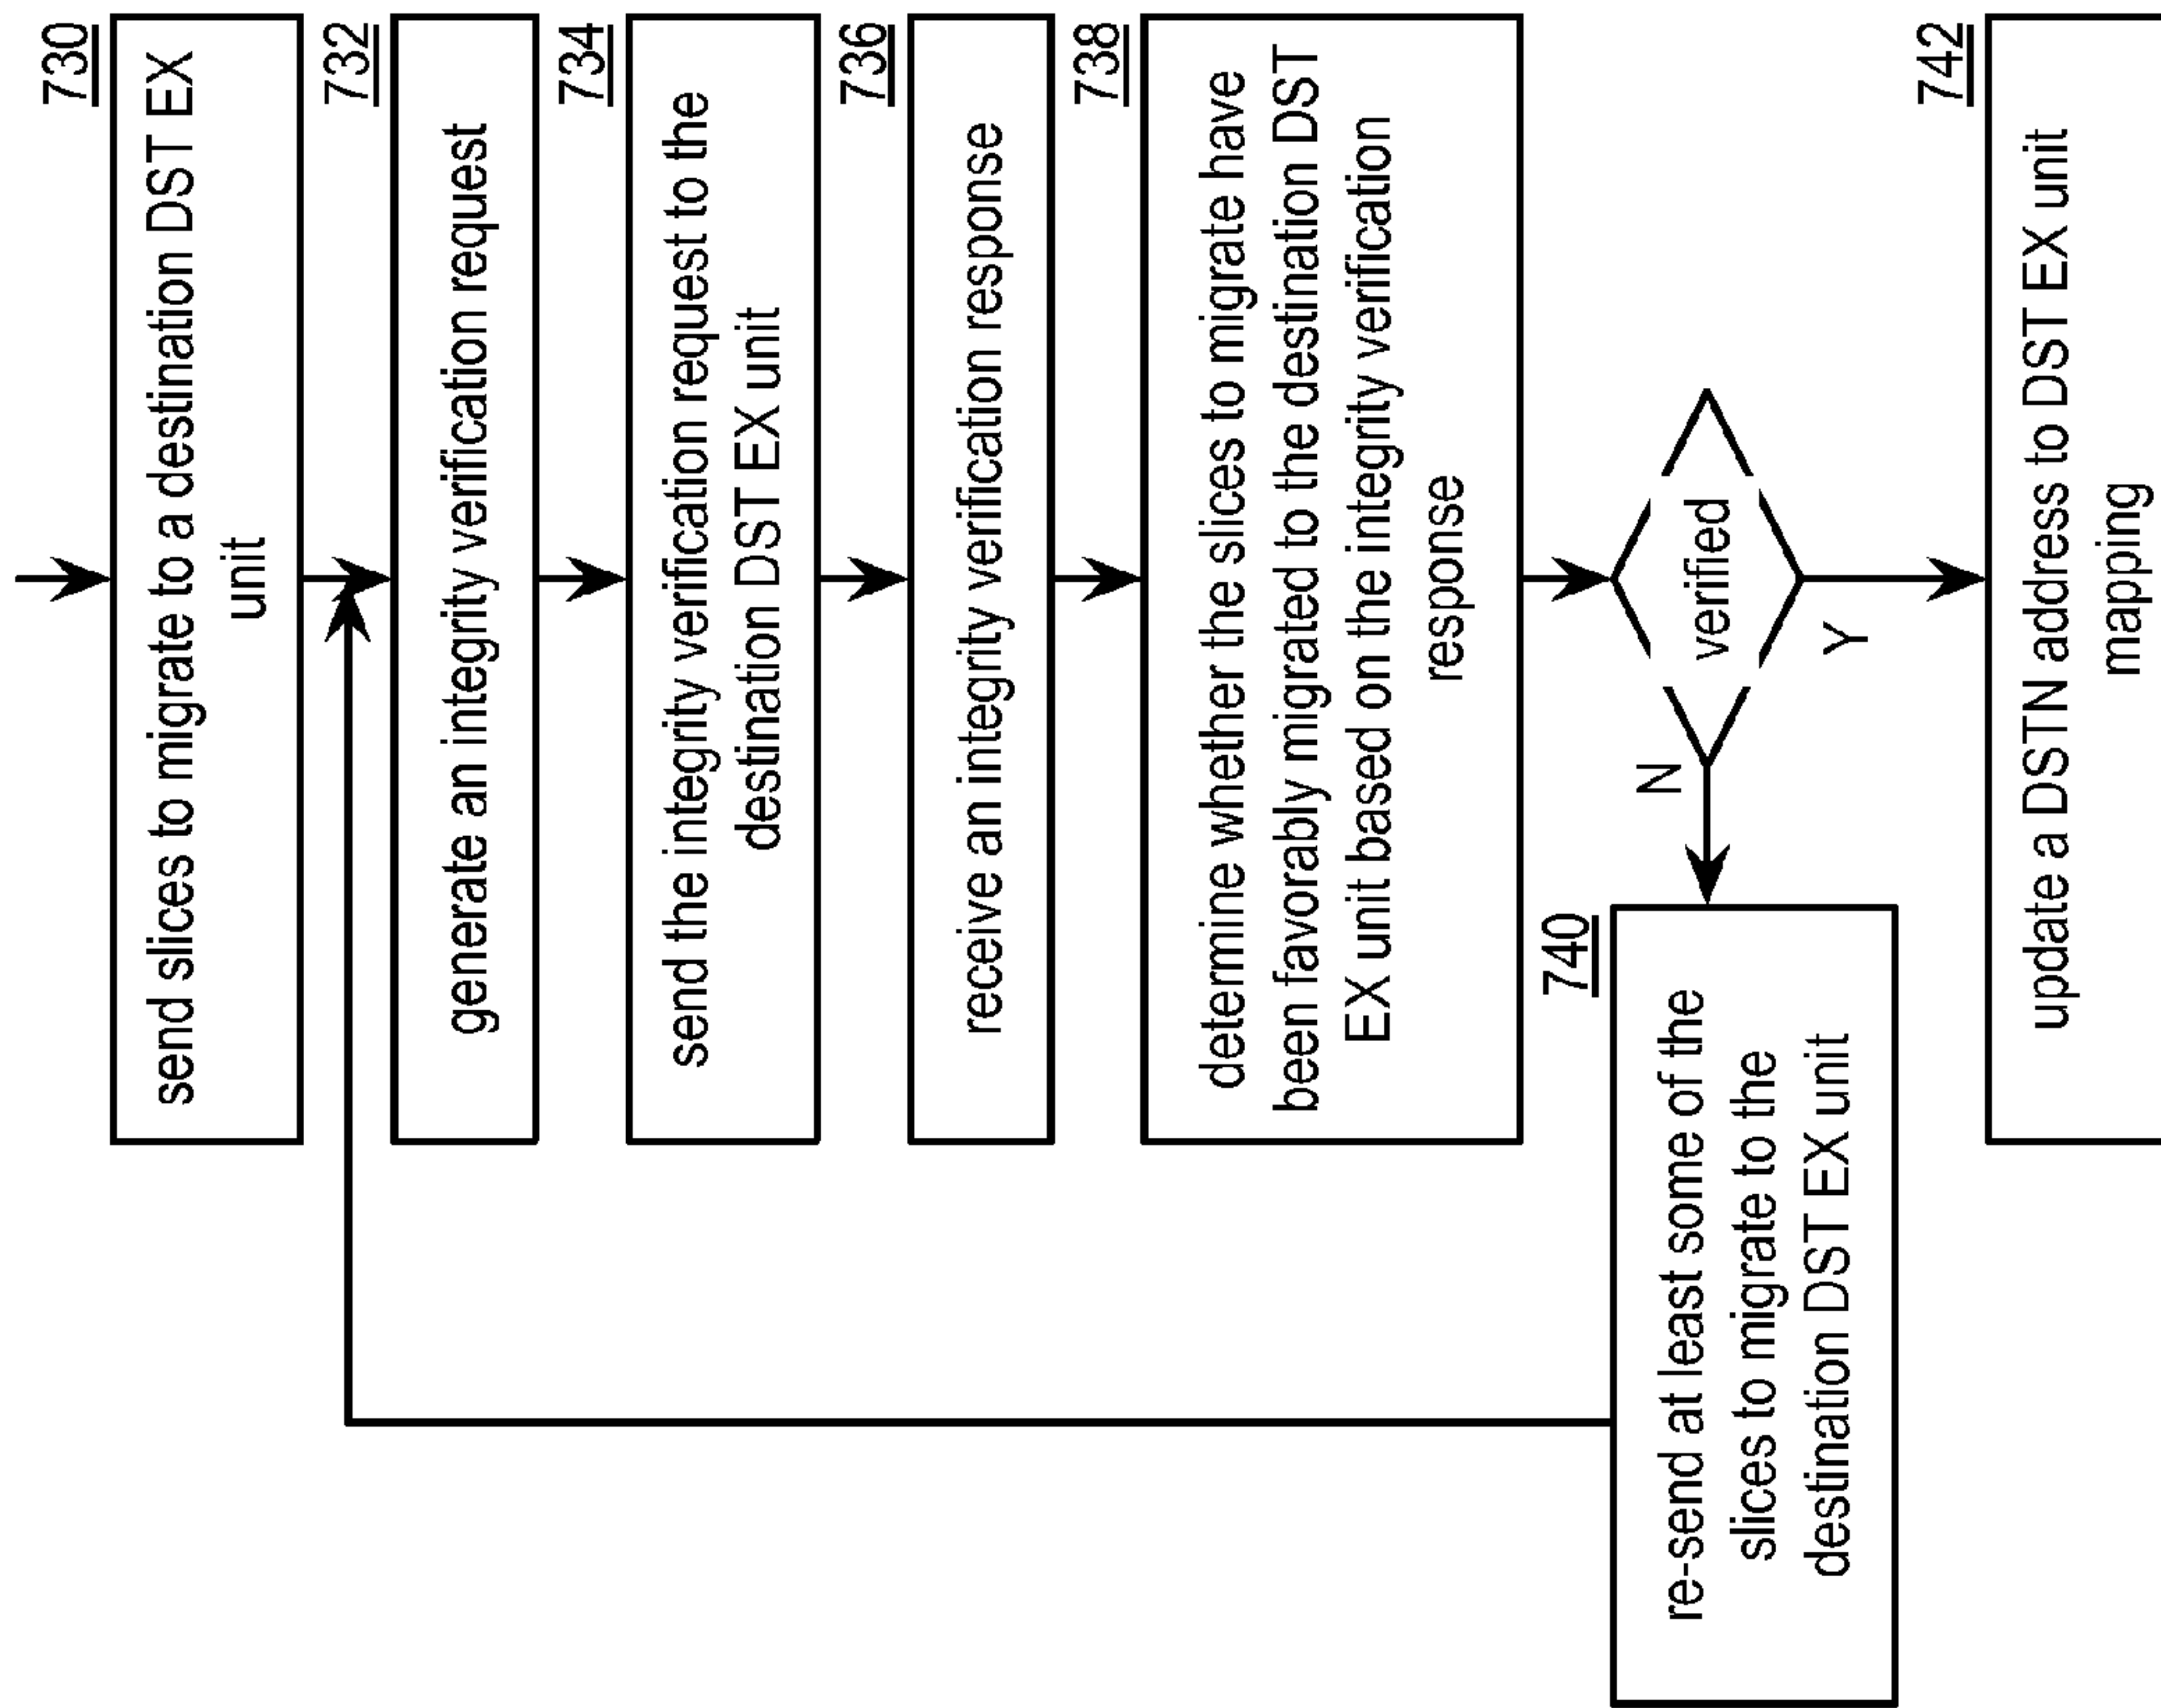 730
send slices to migrate to a destination DST EX
unit
732
generate an integrity verification request
734
send the integrity verification request to the
destination DST EX unit
736
receive an integrity verification response
738
determine whether the slices to migrate have
been favorably migrated to the destination DST
EX unit based on the integrity verification
response
verified
N
Y
740
re-send at least some of the
slices to migrate to the
destination DST EX unit
742
update a DSTN address to DST EX unit
mapping